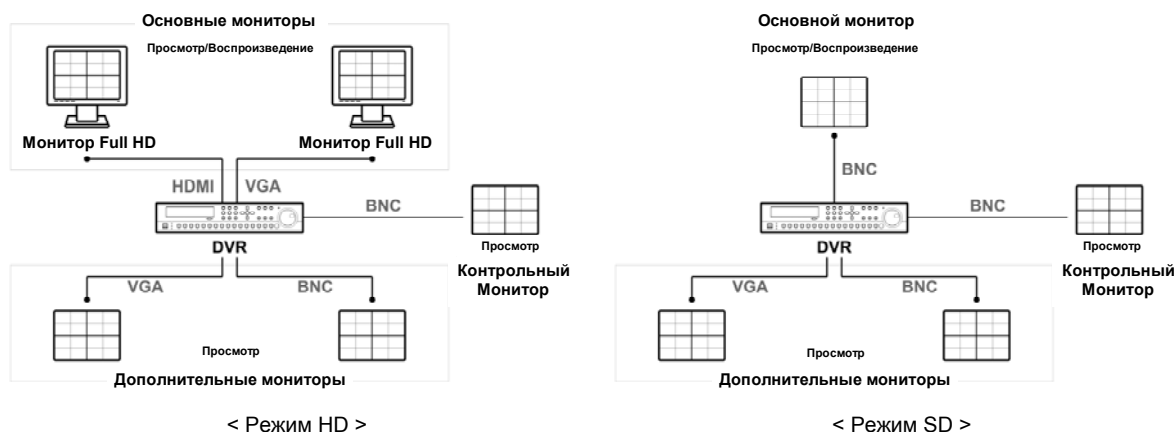 Основные мониторы
Просмотр/Воспроизведение
Монитор Full HD
Монитор Full HD
HDMI
VGA
BNC
DVR
Просмотр
Контрольный
Монитор
VGA
BNC
Просмотр
Дополнительные мониторы
< Режим HD >
Основной монитор
Просмотр/Воспроизведение
BNC
BNC
DVR
Просмотр
Контрольный
Монитор
VGA
BNC
Просмотр
Дополнительные мониторы
< Режим SD >